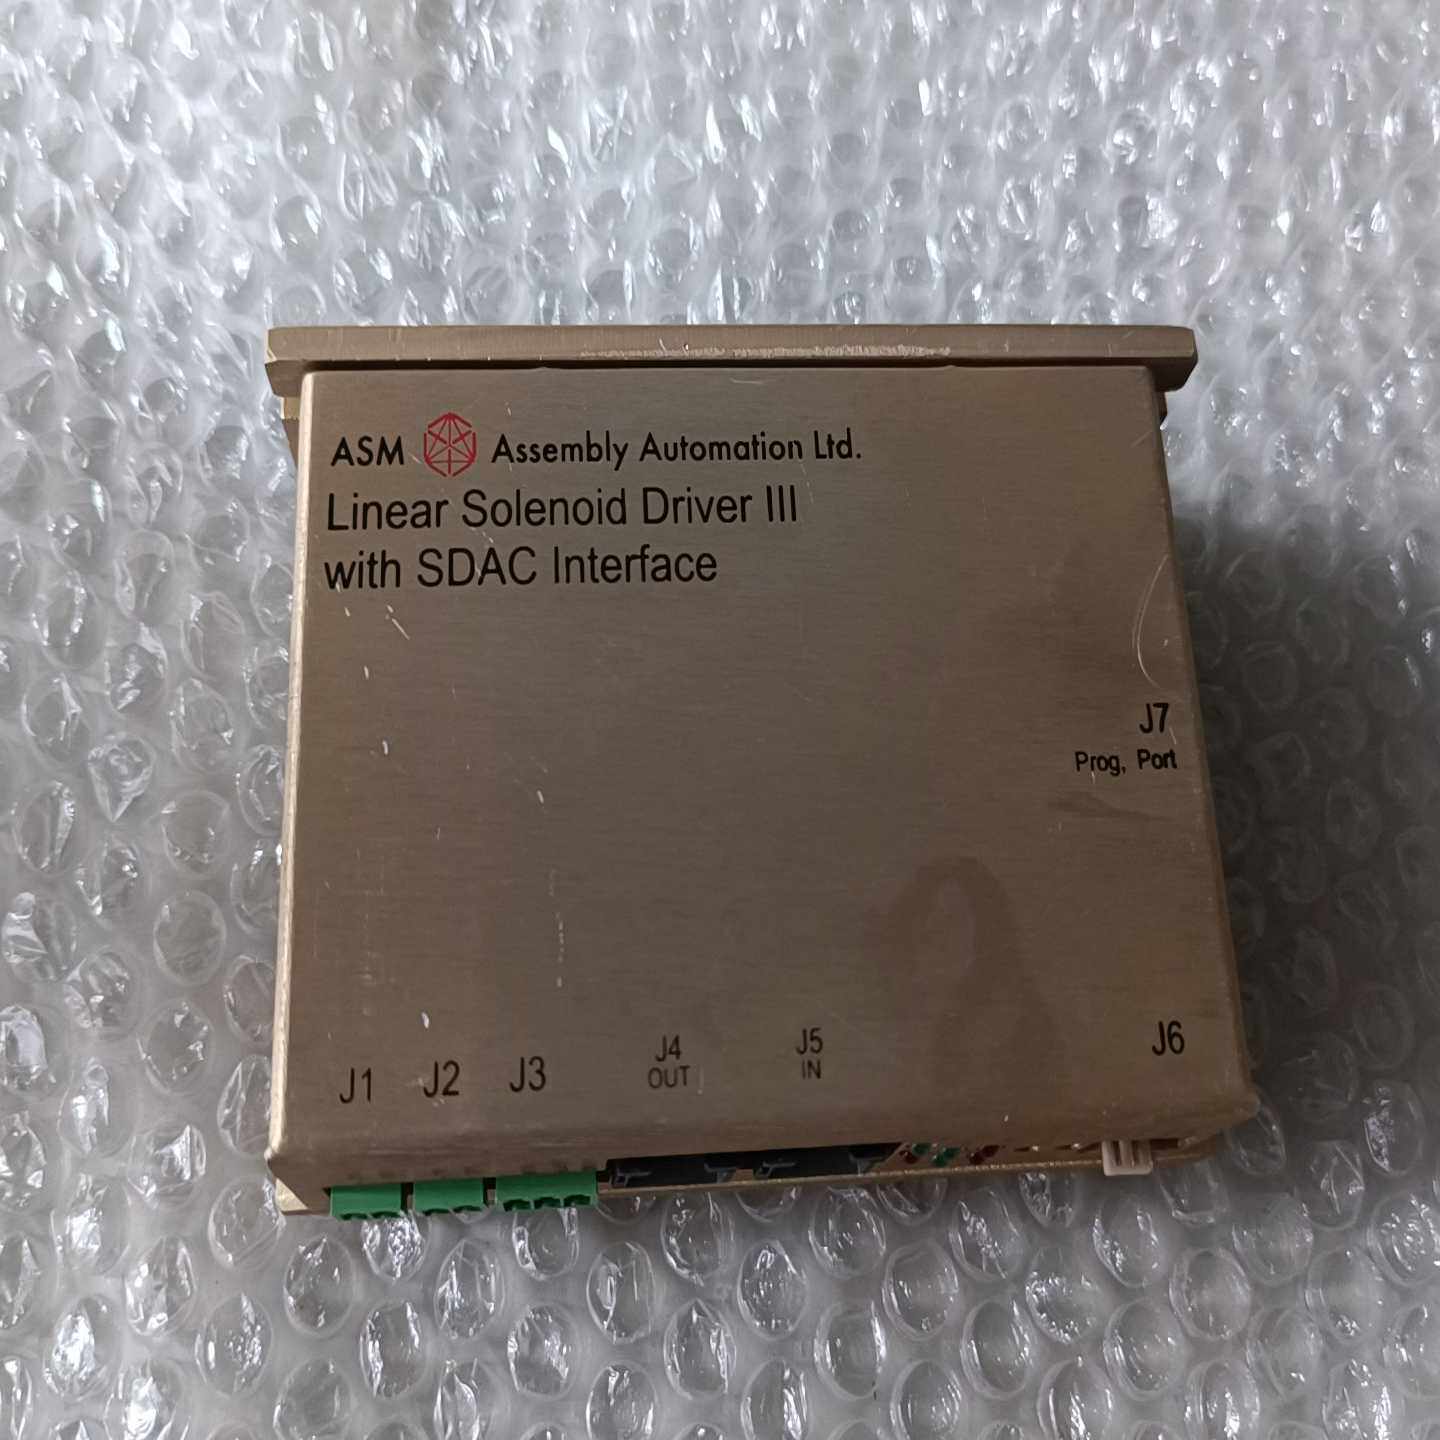 ASM Assembly Automation Ltd.
Linear Solenoid Driver III
with SDAC Interface
J7
Prog, Port
J1 J2 J3 J4 J5 J6
OUT IN